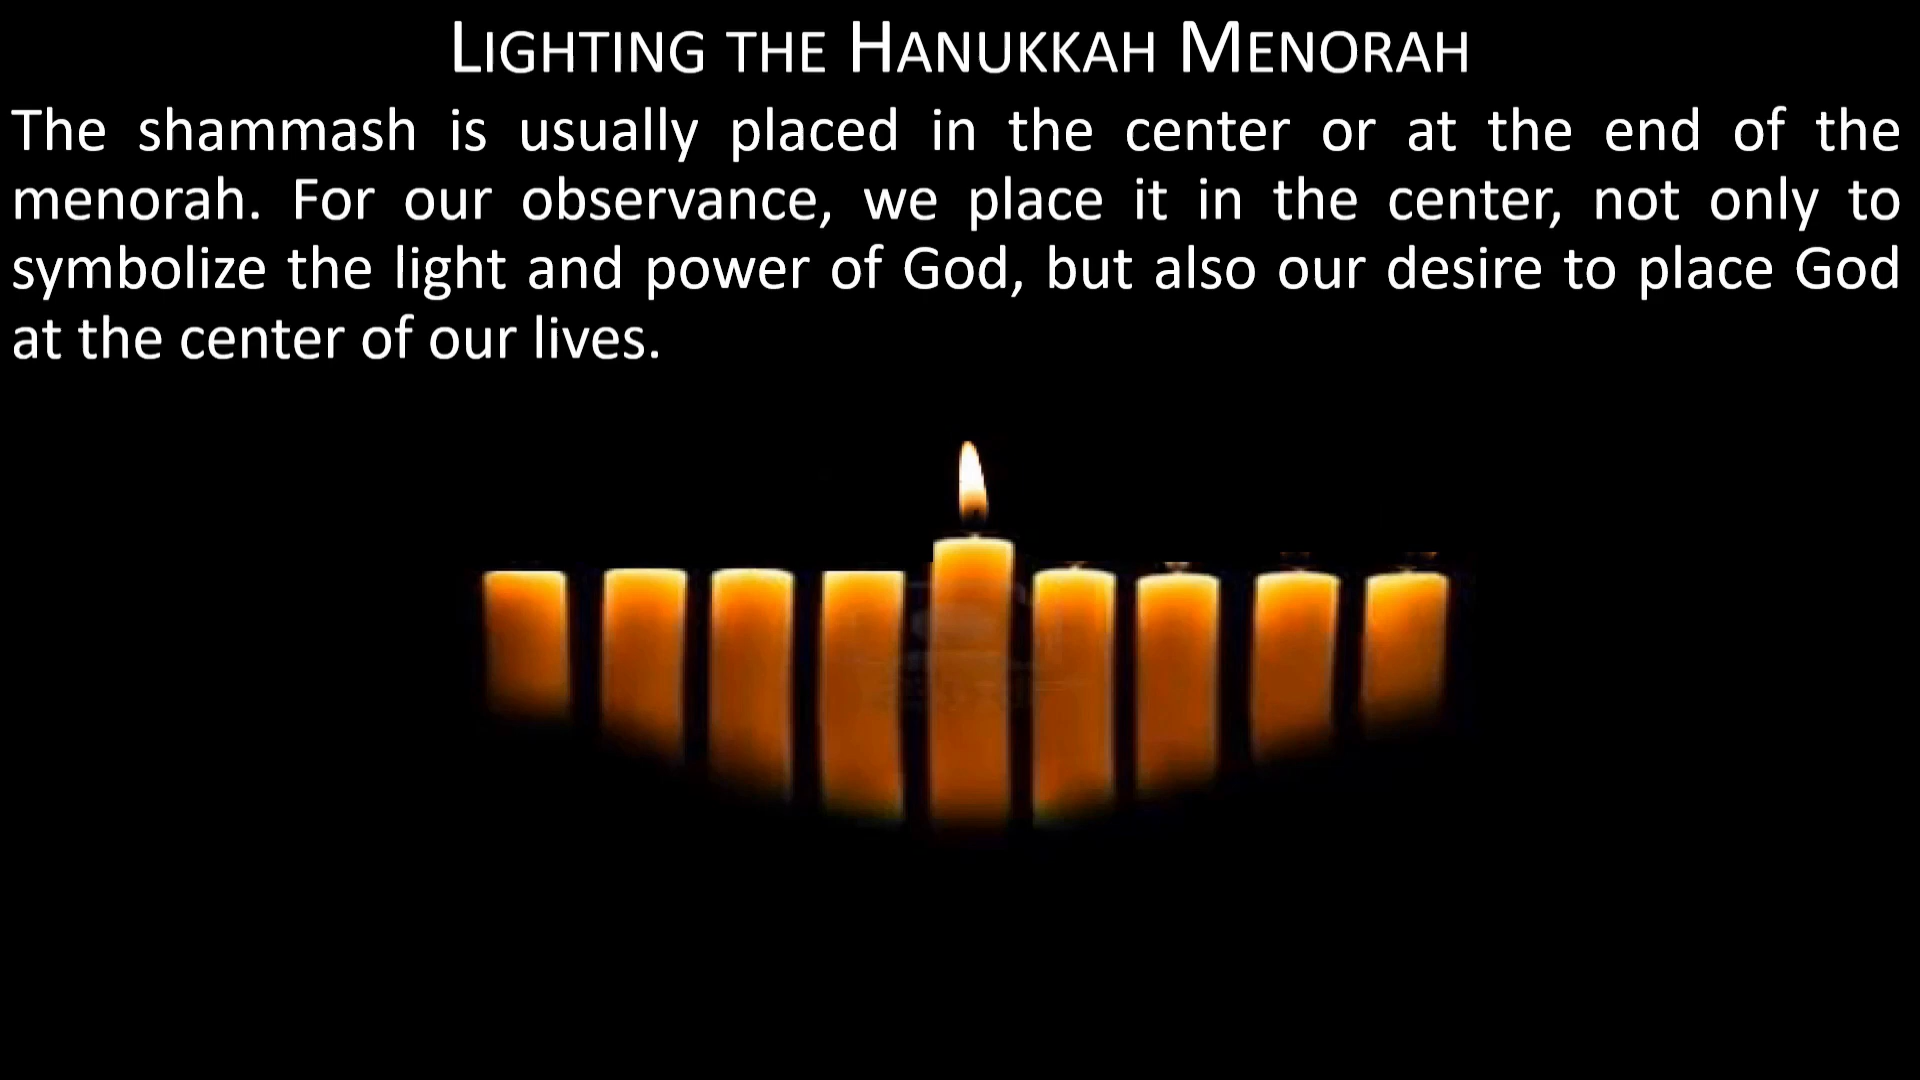 LIGHTING THE HANUKKAH MENORAH
The shammash is usually placed in the center or at the end of the
menorah. For our observance, we place it in the center, not only to
symbolize the light and power of God, but also our desire to place God
at the center of our lives.